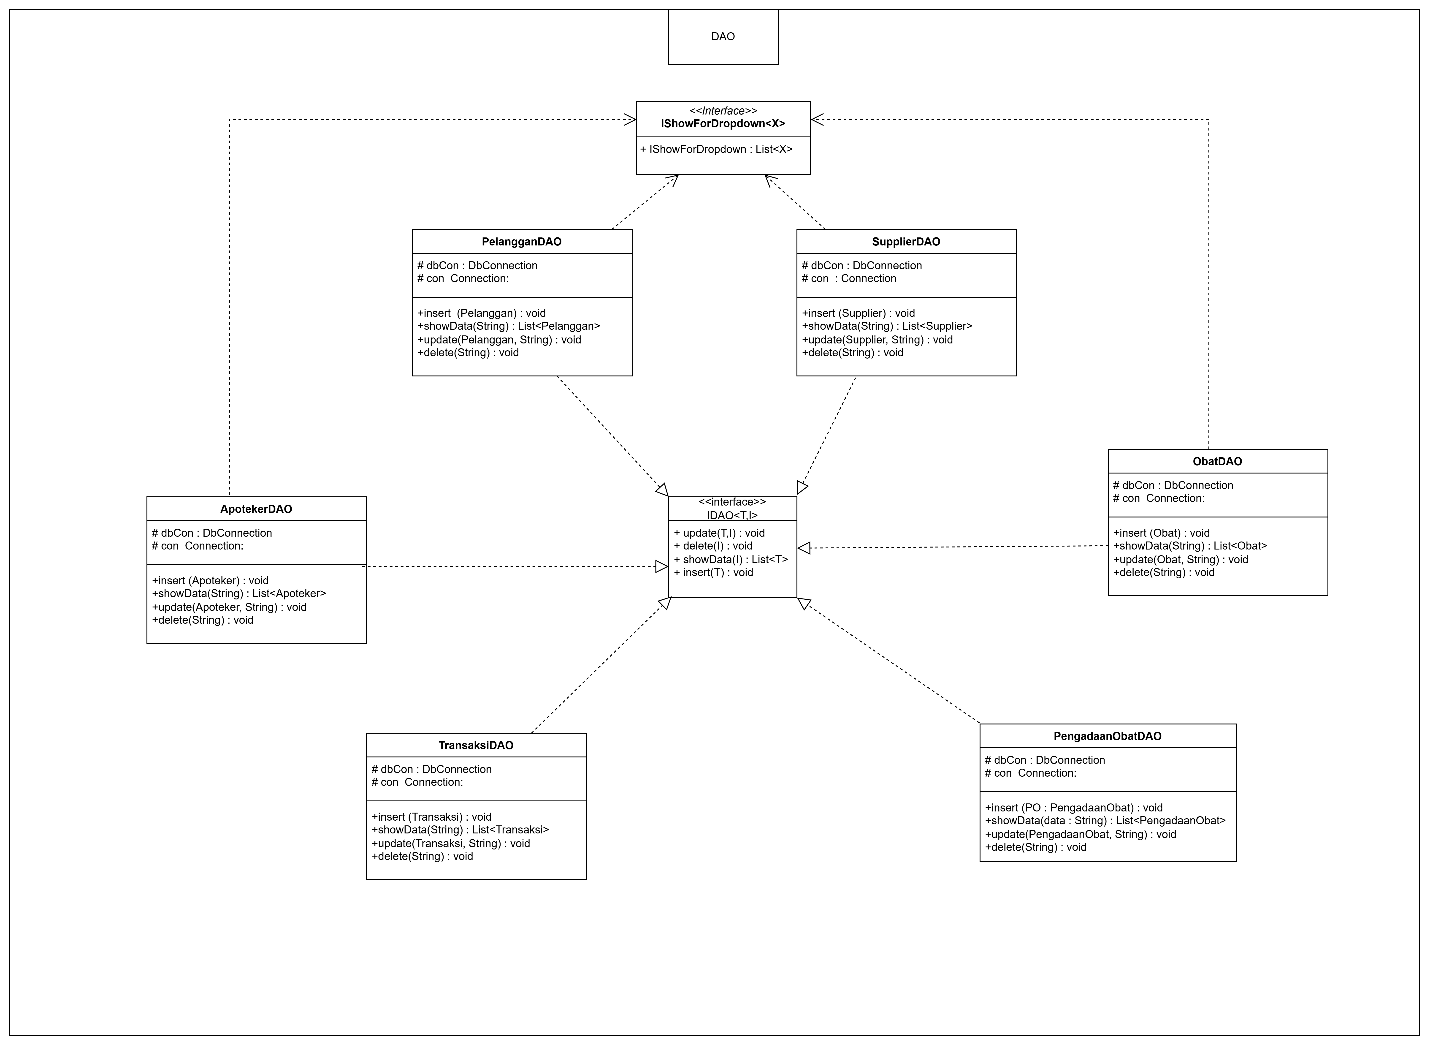 DAO
<<Interface>>
IShowForDropdown<X>
+ IShowForDropdown : List<X>
PelangganDAO
# dbCon : DbConnection
# con  Connection:
+insert  (Pelanggan) : void
+showData(String) : List<Pelanggan>
+update(Pelanggan, String) : void
+delete(String) : void
SupplierDAO
# dbCon : DbConnection
# con  : Connection
+insert (Supplier) : void
+showData(String) : List<Supplier>
+update(Supplier, String) : void
+delete(String) : void
ObatDAO
# dbCon : DbConnection
# con  Connection:
+insert (Obat) : void
+showData(String) : List<Obat>
+update(Obat, String) : void
+delete(String) : void
ApotekerDAO
# dbCon : DbConnection
# con  Connection:
+insert (Apoteker) : void
+showData(String) : List<Apoteker>
+update(Apoteker, String) : void
+delete(String) : void
<<interface>>
IDAO<T,I>
+ update(T,I) : void
+ delete(I) : void
+ showData(I) : List<T>
+ insert(T) : void
TransaksiDAO
# dbCon : DbConnection
# con  Connection:
+insert (Transaksi) : void
+showData(String) : List<Transaksi>
+update(Transaksi, String) : void
+delete(String) : void
PengadaanObatDAO
# dbCon : DbConnection
# con  Connection:
+insert (PO : PengadaanObat) : void
+showData(data : String) : List<PengadaanObat>
+update(PengadaanObat, String) : void
+delete(String) : void